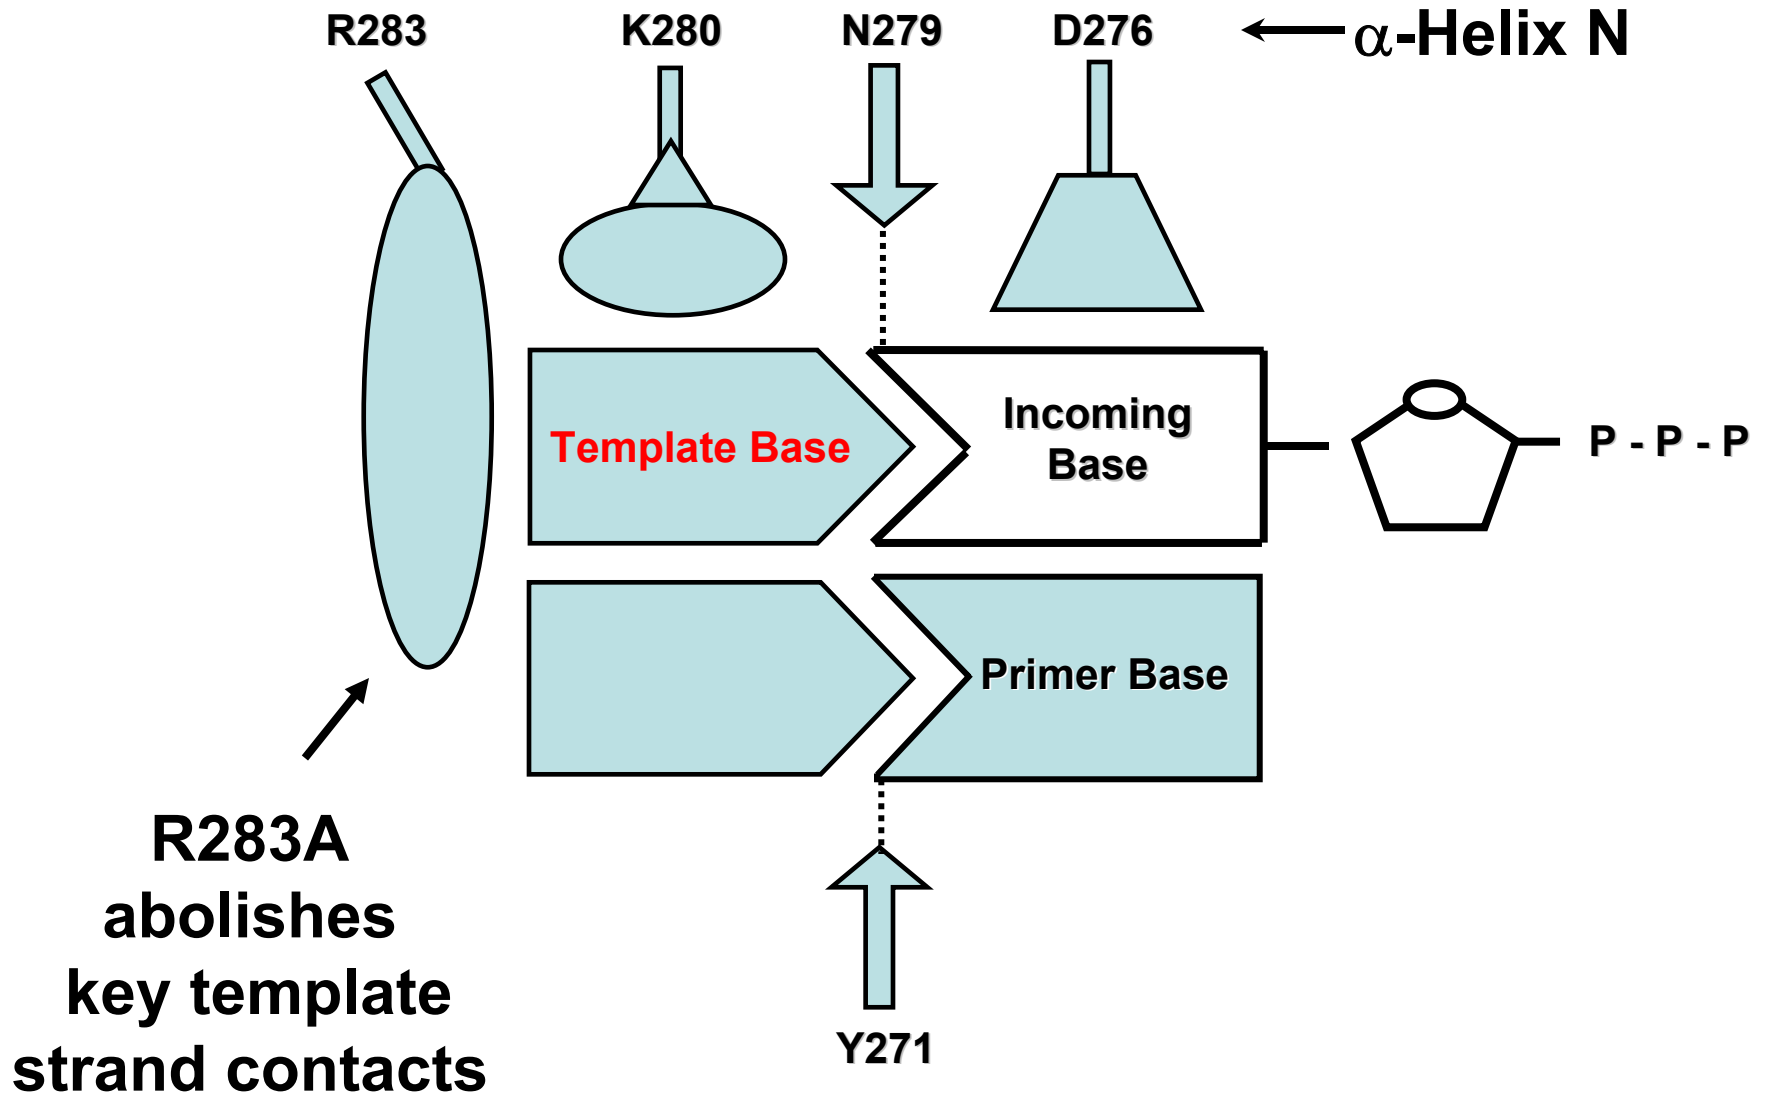 R283 K280 N279 D276 α-Helix N
Template Base
Incoming
Base
P - P - P
Primer Base
R283A
abolishes
key template
strand contacts
Y271